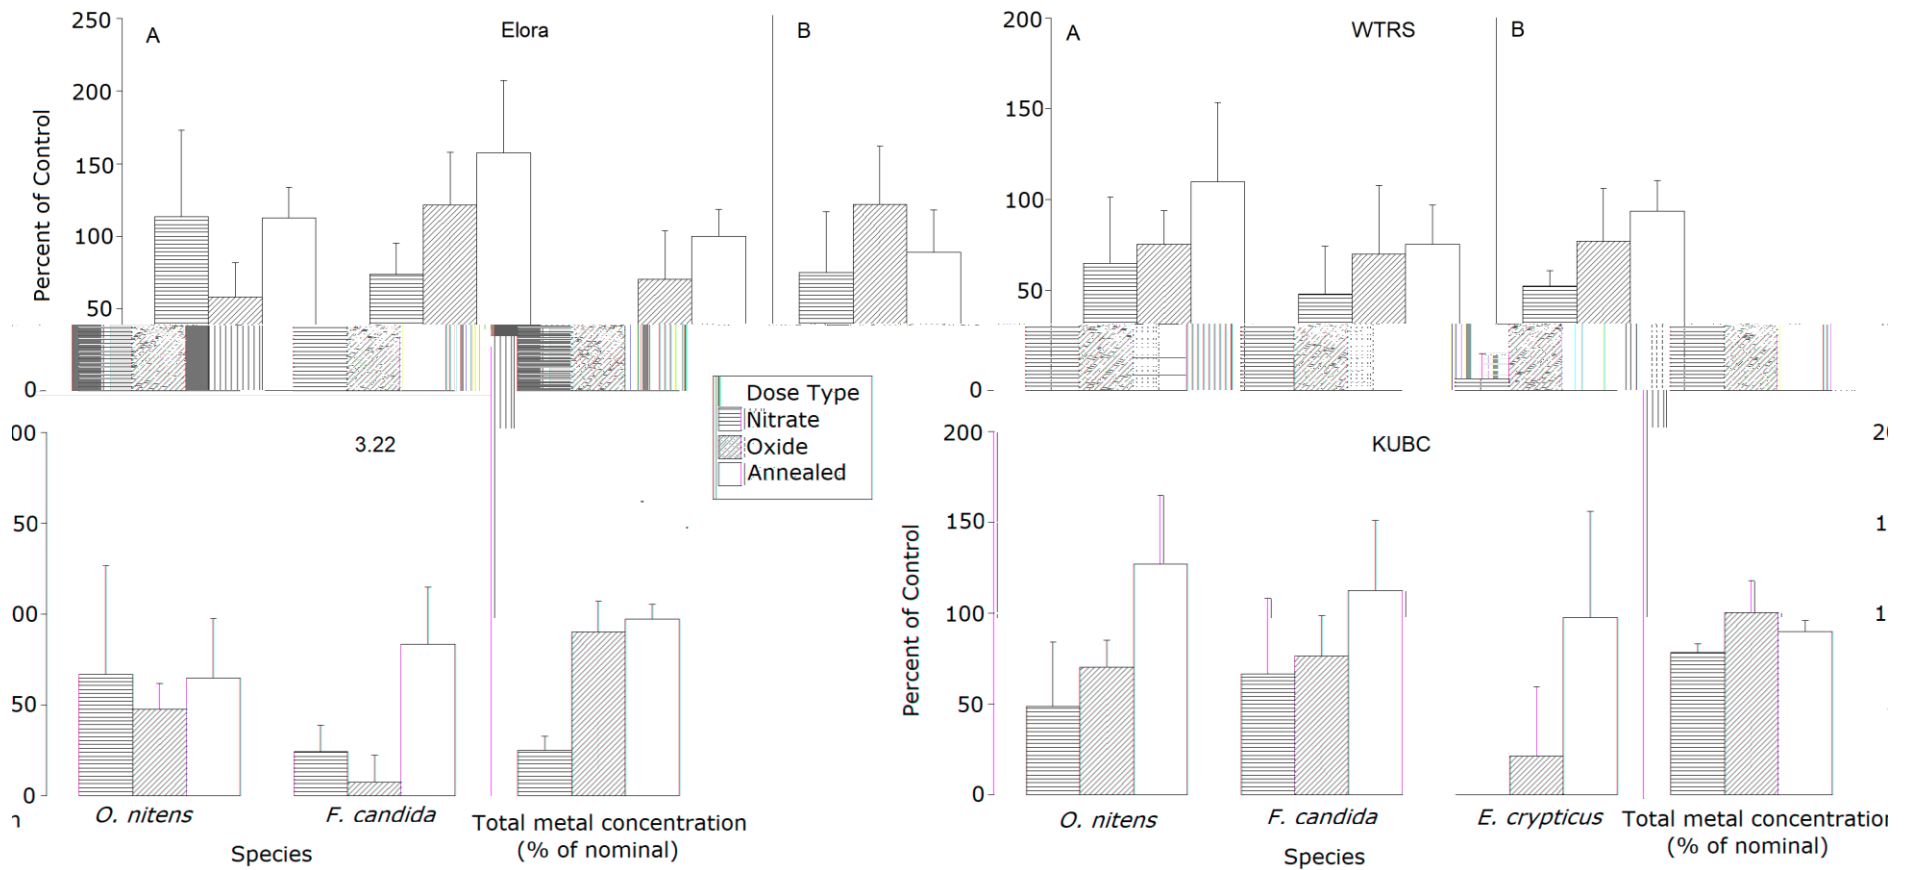 250
A
Elora
B
200
150
100
50
0
Percent of Control
200
A
WTRS
B
150
100
50
0
Dose Type
Nitrate
Oxide
Annealed
00
3.22
50
00
50
0
O. nitens
F. candida
Total metal concentration
(% of nominal)
Species
200
KUBC
150
100
50
0
Percent of Control
O. nitens
F. candida
E. crypticus
Total metal concentration
(% of nominal)
Species
1
1